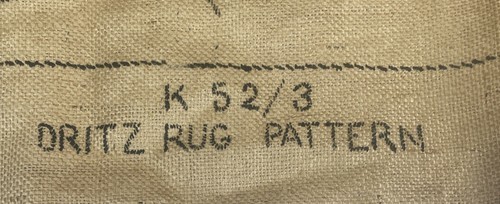 K 52/3
DRITZ RUG PATTERN